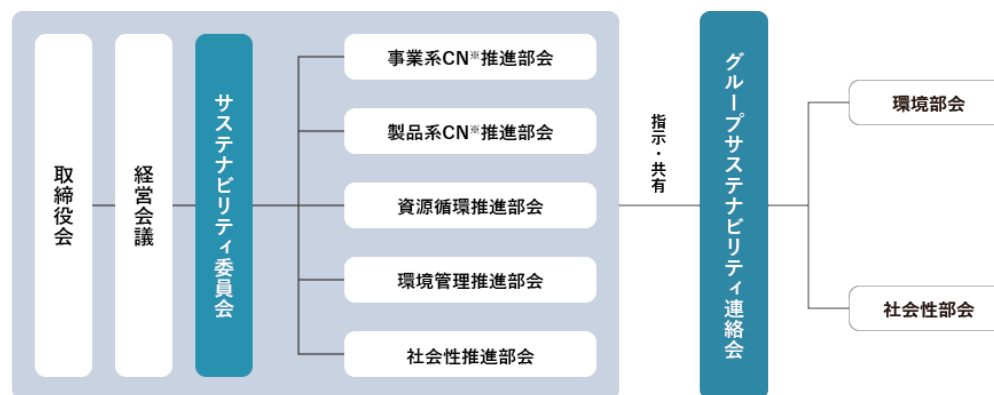 取締役会
経営会議
サステナビリティ委員会
事業系CN※推進部会
製品系CN※推進部会
資源循環推進部会
環境管理推進部会
社会性推進部会
指示・共有
グループサステナビリティ連絡会
環境部会
社会性部会